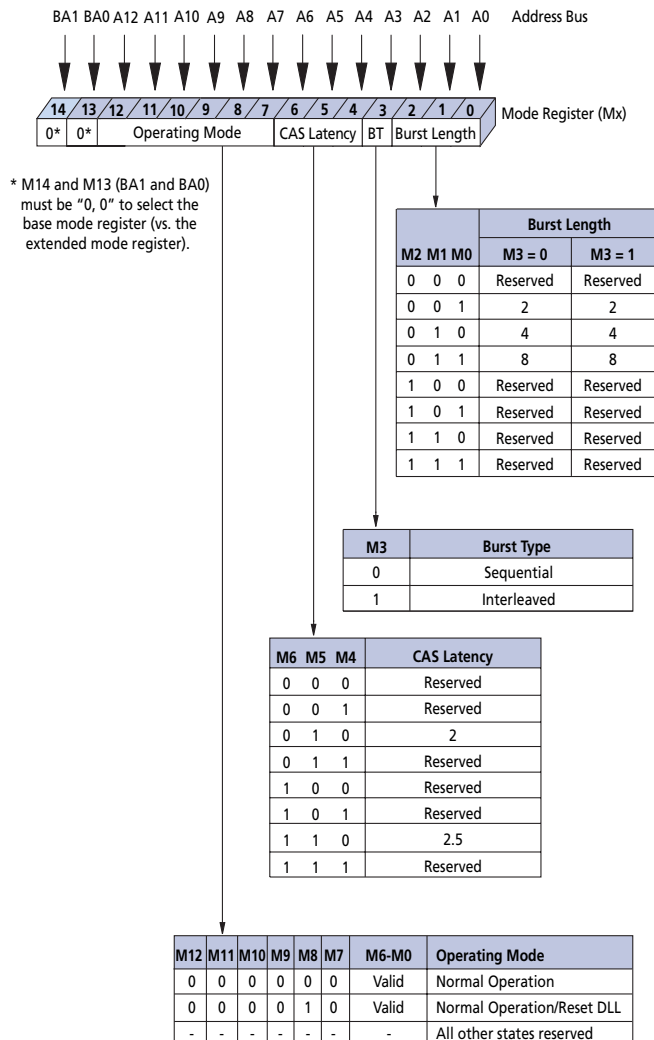 BA1 BA0 A12 A11 A10 A9 A8 A7 A6 A5 A4 A3 A2 A1 A0 Address Bus
14 13 12 11 10 9 8 7 6 5 4 3 2 1 0 Mode Register (Mx)
0* 0* Operating Mode CAS Latency BT Burst Length
* M14 and M13 (BA1 and BA0)
must be “0, 0” to select the
base mode register (vs. the
extended mode register).
Burst Length
M2 M1 M0 M3 = 0 M3 = 1
0 0 0 Reserved Reserved
0 0 1 2 2
0 1 0 4 4
0 1 1 8 8
1 0 0 Reserved Reserved
1 0 1 Reserved Reserved
1 1 0 Reserved Reserved
1 1 1 Reserved Reserved
M3 Burst Type
0 Sequential
1 Interleaved
M6 M5 M4 CAS Latency
0 0 0 Reserved
0 0 1 Reserved
0 1 0 2
0 1 1 Reserved
1 0 0 Reserved
1 0 1 Reserved
1 1 0 2.5
1 1 1 Reserved
M12 M11 M10 M9 M8 M7 M6-M0 Operating Mode
0 0 0 0 0 0 Valid Normal Operation
0 0 0 0 1 0 Valid Normal Operation/Reset DLL
- - - - - - - All other states reserved